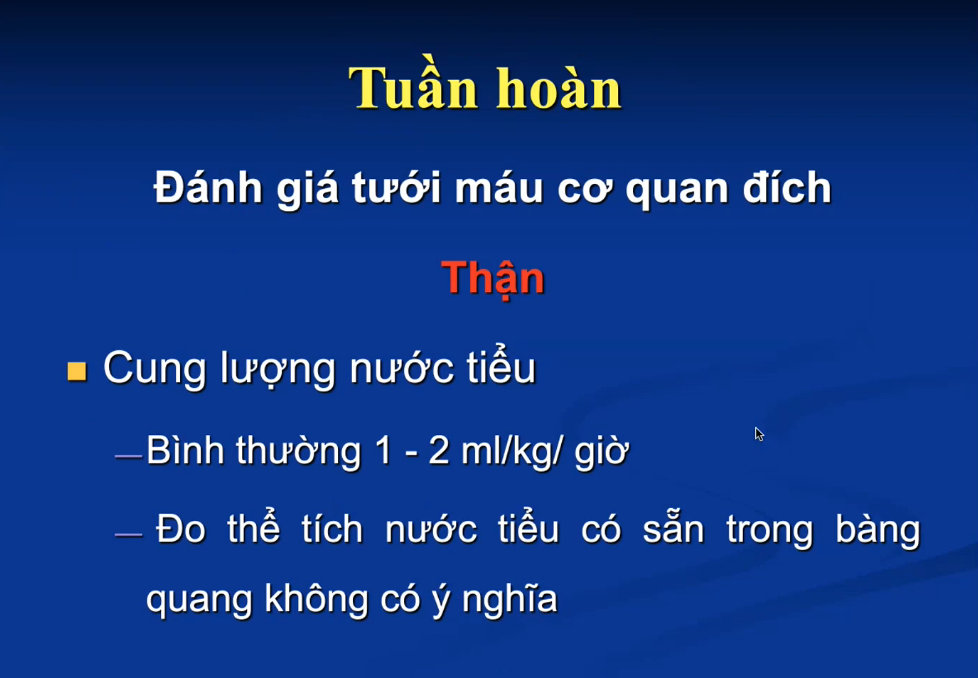 Tuần hoàn
Đánh giá tưới máu cơ quan đích
Thận
Cung lượng nước tiểu
—Bình thường 1 - 2 ml/kg/ giờ
— Đo thể tích nước tiểu có sẵn trong bàng
quang không có ý nghĩa